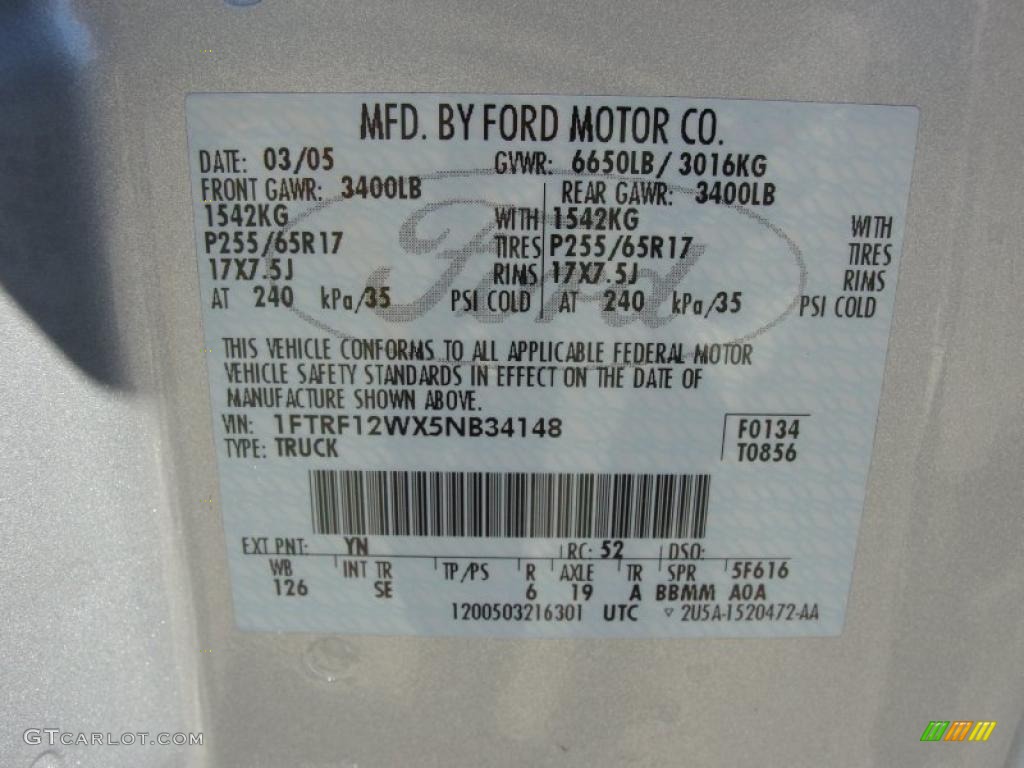 MFD. BY FORD MOTOR CO.
DATE: 03/05 GVWR: 6650LB/ 3016KG
FRONT GAWR: 3400LB REAR GAWR: 3400LB
1542KG WITH 1542KG WITH
P255/65R17 TIRES P255/65R17 TIRES
17X7.5J RIMS 17X7.5J RIMS
AT 240 kPa/35 PSI COLD AT 240 kPa/35 PSI COLD
Ford
THIS VEHICLE CONFORMS TO ALL APPLICABLE FEDERAL MOTOR
VEHICLE SAFETY STANDARDS IN EFFECT ON THE DATE OF
MANUFACTURE SHOWN ABOVE.
VIN: 1FTRF12WX5NB34148 F0134
TYPE: TRUCK T0856
EXT PNT: YN RC: 52 DSO:
WB INT TR TP/PS R AXLE TR SPR 5F616
126 SE 6 19 A BBMM A0A
1200503216301 UTC ▿ 2U5A-1520472-AA
GTCARLOT.COM